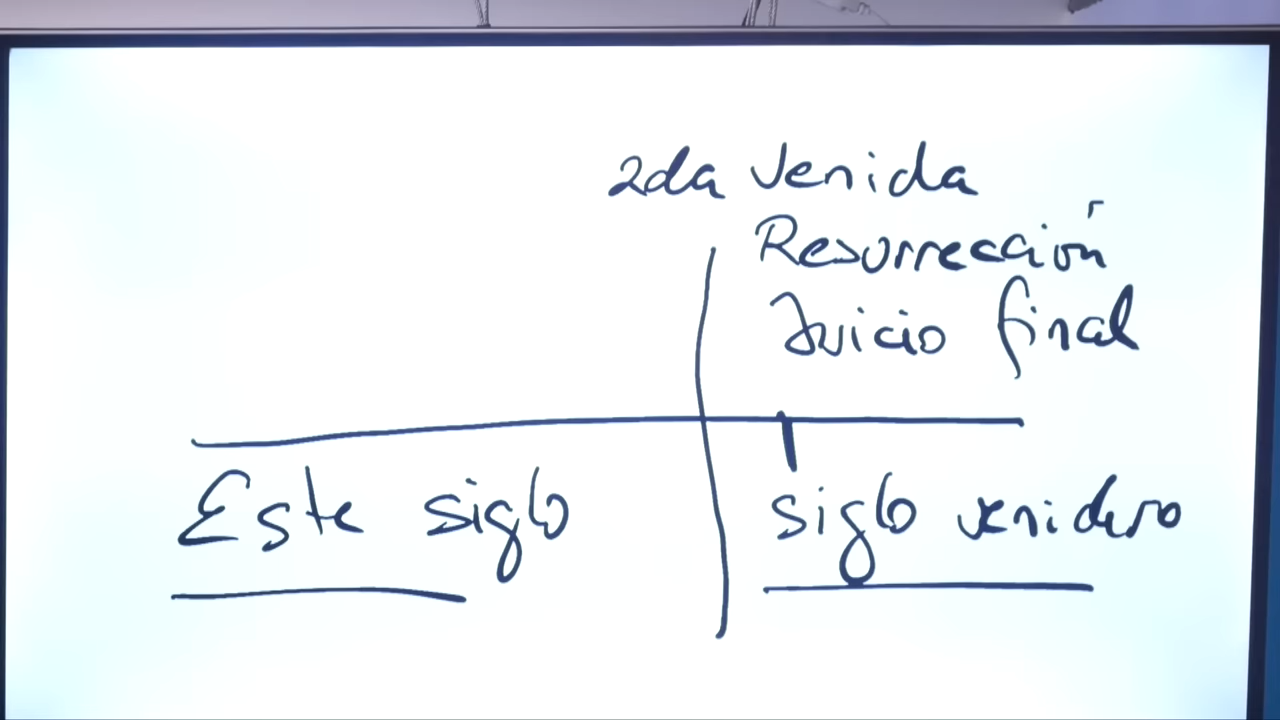 2da Venida
Resurrección
Juicio final
Este siglo
siglo venidero